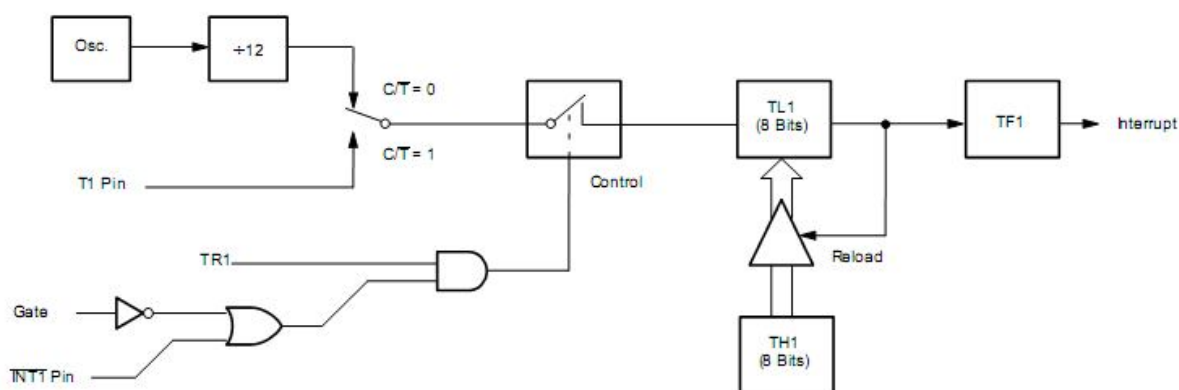 Osc.
÷12
C/T̅ = 0
C/T̅ = 1
T1 Pin
Control
TL1
(8 Bits)
TF1
Interrupt
TR1
Reload
Gate
I̅N̅T̅1̅ Pin
TH1
(8 Bits)